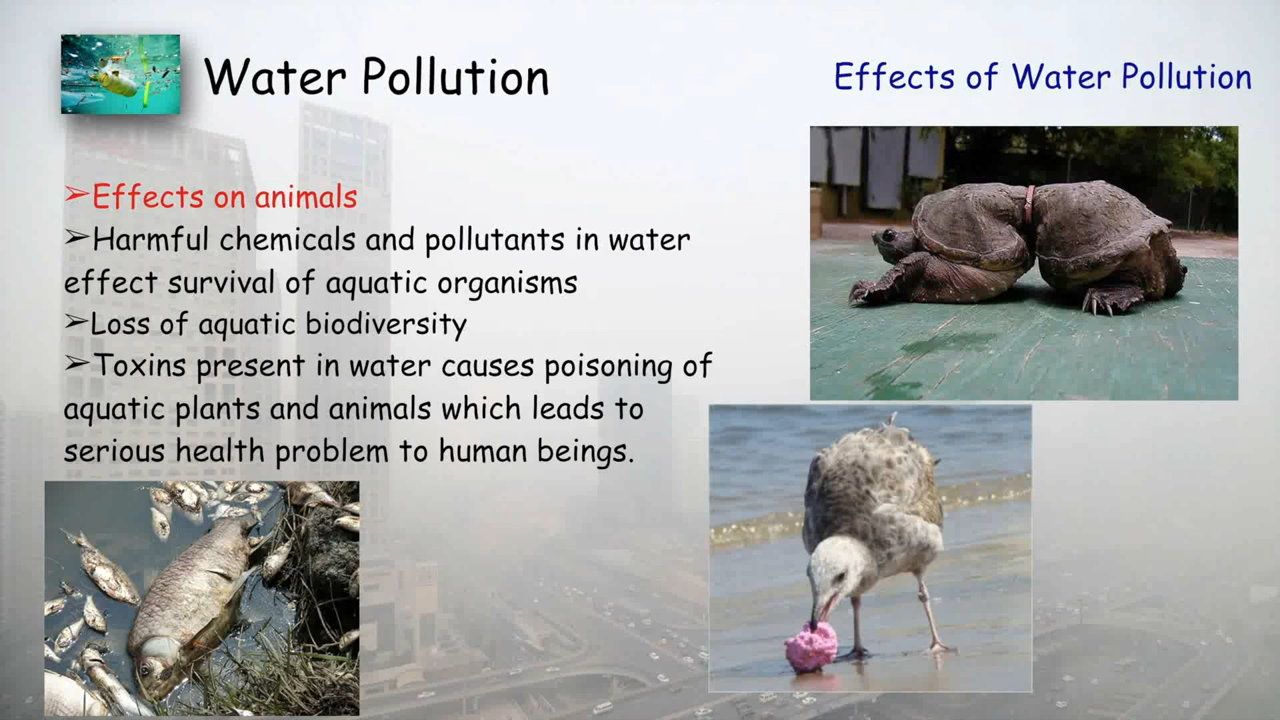 Water Pollution
Effects of Water Pollution
➢Effects on animals
➢Harmful chemicals and pollutants in water
effect survival of aquatic organisms
➢Loss of aquatic biodiversity
➢Toxins present in water causes poisoning of
aquatic plants and animals which leads to
serious health problem to human beings.